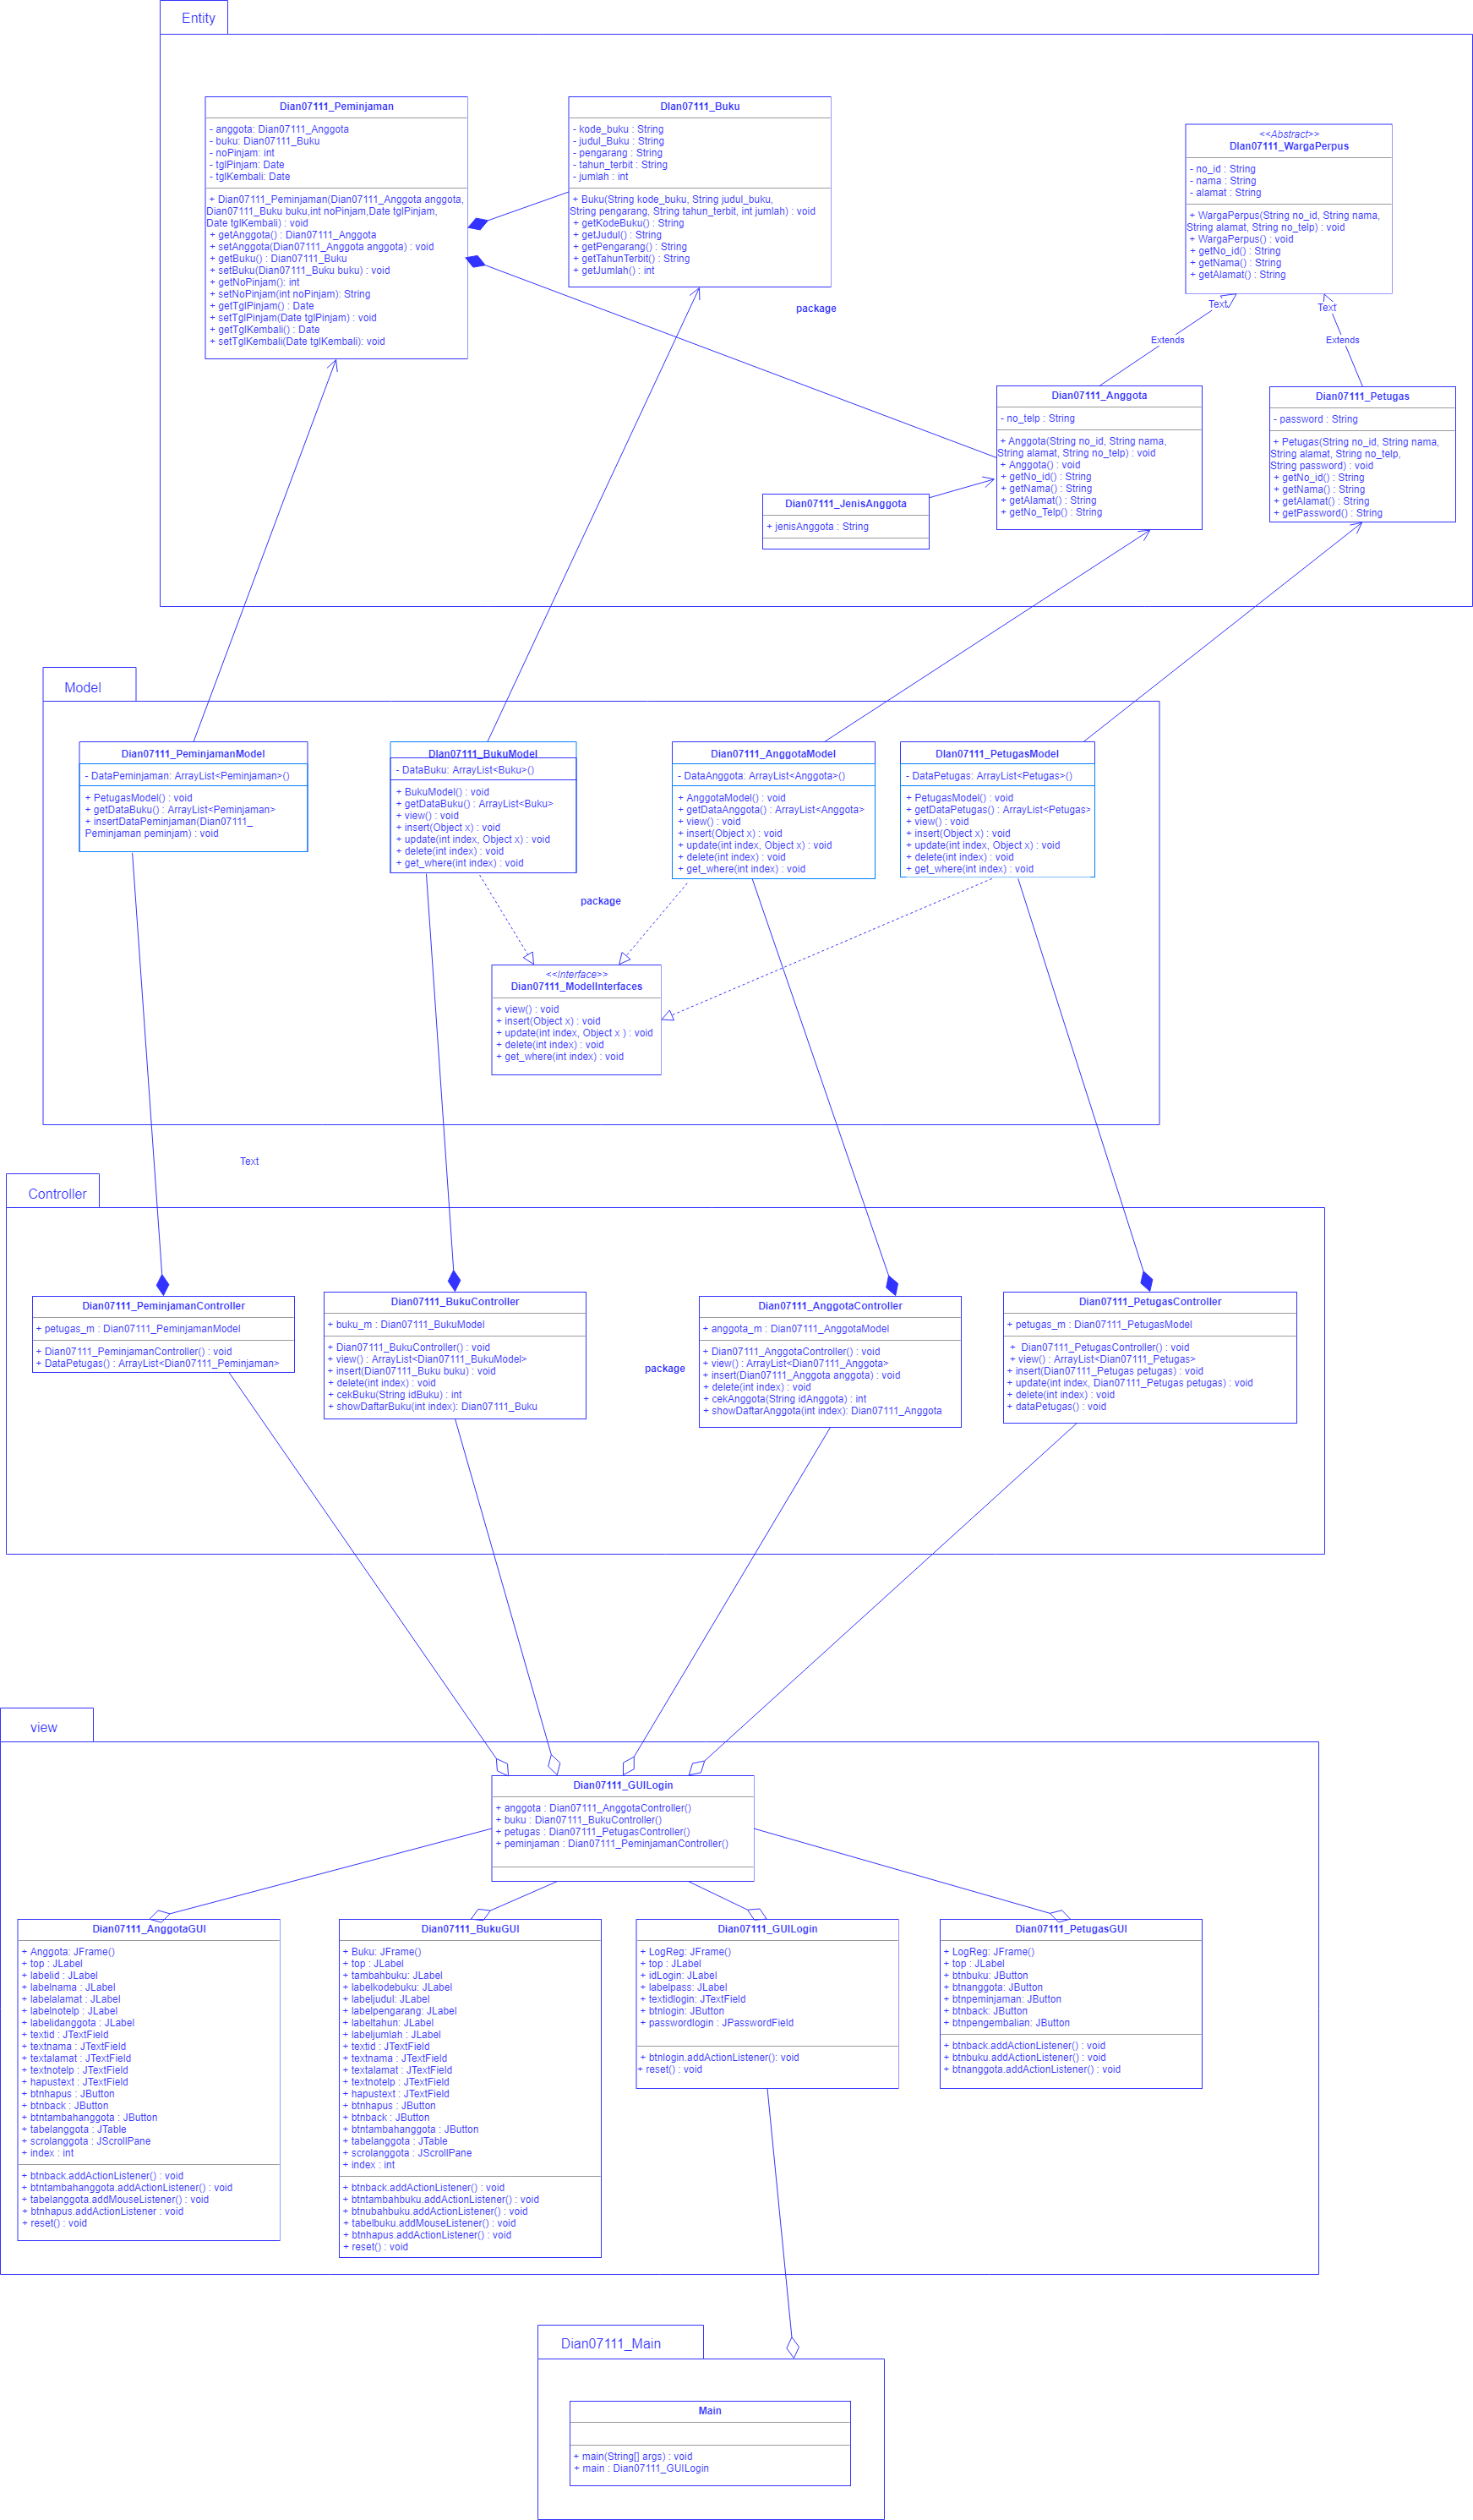 Entity
Dian07111_Peminjaman
- anggota: Dian07111_Anggota
- buku: Dian07111_Buku
- noPinjam: int
- tglPinjam: Date
- tglKembali: Date
+ Dian07111_Peminjaman(Dian07111_Anggota anggota,
Dian07111_Buku buku,int noPinjam,Date tglPinjam,
Date tglKembali) : void
+ getAnggota() : Dian07111_Anggota
+ setAnggota(Dian07111_Anggota anggota) : void
+ getBuku() : Dian07111_Buku
+ setBuku(Dian07111_Buku buku) : void
+ getNoPinjam(): int
+ setNoPinjam(int noPinjam): String
+ getTglPinjam() : Date
+ setTglPinjam(Date tglPinjam) : void
+ getTglKembali() : Date
+ setTglKembali(Date tglKembali): void
DIan07111_Buku
- kode_buku : String
- judul_Buku : String
- pengarang : String
- tahun_terbit : String
- jumlah : int
+ Buku(String kode_buku, String judul_buku,
String pengarang, String tahun_terbit, int jumlah) : void
+ getKodeBuku() : String
+ getJudul() : String
+ getPengarang() : String
+ getTahunTerbit() : String
+ getJumlah() : int
<<Abstract>>
DIan07111_WargaPerpus
- no_id : String
- nama : String
- alamat : String
+ WargaPerpus(String no_id, String nama,
String alamat, String no_telp) : void
+ WargaPerpus() : void
+ getNo_id() : String
+ getNama() : String
+ getAlamat() : String
package
Text
Text
Extends
Extends
Dian07111_Anggota
- no_telp : String
+ Anggota(String no_id, String nama,
String alamat, String no_telp) : void
+ Anggota() : void
+ getNo_id() : String
+ getNama() : String
+ getAlamat() : String
+ getNo_Telp() : String
Dian07111_Petugas
- password : String
+ Petugas(String no_id, String nama,
String alamat, String no_telp,
String password) : void
+ getNo_id() : String
+ getNama() : String
+ getAlamat() : String
+ getPassword() : String
Dian07111_JenisAnggota
+ jenisAnggota : String
Model
Dian07111_PeminjamanModel
- DataPeminjaman: ArrayList<Peminjaman>()
+ PetugasModel() : void
+ getDataBuku() : ArrayList<Peminjaman>
+ insertDataPeminjaman(Dian07111_
Peminjaman peminjam) : void
DIan07111_BukuModel
- DataBuku: ArrayList<Buku>()
+ BukuModel() : void
+ getDataBuku() : ArrayList<Buku>
+ view() : void
+ insert(Object x) : void
+ update(int index, Object x) : void
+ delete(int index) : void
+ get_where(int index) : void
Dian07111_AnggotaModel
- DataAnggota: ArrayList<Anggota>()
+ AnggotaModel() : void
+ getDataAnggota() : ArrayList<Anggota>
+ view() : void
+ insert(Object x) : void
+ update(int index, Object x) : void
+ delete(int index) : void
+ get_where(int index) : void
DIan07111_PetugasModel
- DataPetugas: ArrayList<Petugas>()
+ PetugasModel() : void
+ getDataPetugas() : ArrayList<Petugas>
+ view() : void
+ insert(Object x) : void
+ update(int index, Object x) : void
+ delete(int index) : void
+ get_where(int index) : void
package
<<Interface>>
Dian07111_ModelInterfaces
+ view() : void
+ insert(Object x) : void
+ update(int index, Object x ) : void
+ delete(int index) : void
+ get_where(int index) : void
Text
Controller
Dian07111_PeminjamanController
+ petugas_m : Dian07111_PeminjamanModel
+ Dian07111_PeminjamanController() : void
+ DataPetugas() : ArrayList<Dian07111_Peminjaman>
Dian07111_BukuController
+ buku_m : Dian07111_BukuModel
+ Dian07111_BukuController() : void
+ view() : ArrayList<Dian07111_BukuModel>
+ insert(Dian07111_Buku buku) : void
+ delete(int index) : void
+ cekBuku(String idBuku) : int
+ showDaftarBuku(int index): Dian07111_Buku
package
Dian07111_AnggotaController
+ anggota_m : Dian07111_AnggotaModel
+ Dian07111_AnggotaController() : void
+ view() : ArrayList<Dian07111_Anggota>
+ insert(Dian07111_Anggota anggota) : void
+ delete(int index) : void
+ cekAnggota(String idAnggota) : int
+ showDaftarAnggota(int index): Dian07111_Anggota
Dian07111_PetugasController
+ petugas_m : Dian07111_PetugasModel
+ Dian07111_PetugasController() : void
+ view() : ArrayList<Dian07111_Petugas>
+ insert(Dian07111_Petugas petugas) : void
+ update(int index, Dian07111_Petugas petugas) : void
+ delete(int index) : void
+ dataPetugas() : void
view
Dian07111_GUILogin
+ anggota : Dian07111_AnggotaController()
+ buku : Dian07111_BukuController()
+ petugas : Dian07111_PetugasController()
+ peminjaman : Dian07111_PeminjamanController()
Dian07111_AnggotaGUI
+ Anggota: JFrame()
+ top : JLabel
+ labelid : JLabel
+ labelnama : JLabel
+ labelalamat : JLabel
+ labelnotelp : JLabel
+ labelidanggota : JLabel
+ textid : JTextField
+ textnama : JTextField
+ textalamat : JTextField
+ textnotelp : JTextField
+ hapustext : JTextField
+ btnhapus : JButton
+ btnback : JButton
+ btntambahanggota : JButton
+ tabelanggota : JTable
+ scrolanggota : JScrollPane
+ index : int
+ btnback.addActionListener() : void
+ btntambahanggota.addActionListener() : void
+ tabelanggota.addMouseListener() : void
+ btnhapus.addActionListener : void
+ reset() : void
Dian07111_BukuGUI
+ Buku: JFrame()
+ top : JLabel
+ tambahbuku: JLabel
+ labelkodebuku: JLabel
+ labeljudul: JLabel
+ labelpengarang: JLabel
+ labeltahun: JLabel
+ labeljumlah: JLabel
+ textid : JTextField
+ textnama : JTextField
+ textalamat : JTextField
+ textnotelp : JTextField
+ hapustext : JTextField
+ btnhapus : JButton
+ btnback : JButton
+ btntambahanggota : JButton
+ tabelanggota : JTable
+ scrolanggota : JScrollPane
+ index : int
+ btnback.addActionListener() : void
+ btntambahbuku.addActionListener() : void
+ btnubahbuku.addActionListener() : void
+ tabelbuku.addMouseListener() : void
+ btnhapus.addActionListener() : void
+ reset() : void
Dian07111_GUILogin
+ LogReg: JFrame()
+ top : JLabel
+ idLogin: JLabel
+ labelpass: JLabel
+ textidlogin: JTextField
+ btnlogin: JButton
+ passwordlogin : JPasswordField
+ btnlogin.addActionListener(): void
+ reset() : void
Dian07111_PetugasGUI
+ LogReg: JFrame()
+ top : JLabel
+ btnbuku: JButton
+ btnanggota: JButton
+ btnpeminjaman: JButton
+ btnback: JButton
+ btnpengembalian: JButton
+ btnback.addActionListener() : void
+ btnbuku.addActionListener() : void
+ btnanggota.addActionListener() : void
Dian07111_Main
Main
+ main(String[] args) : void
+ main : Dian07111_GUILogin